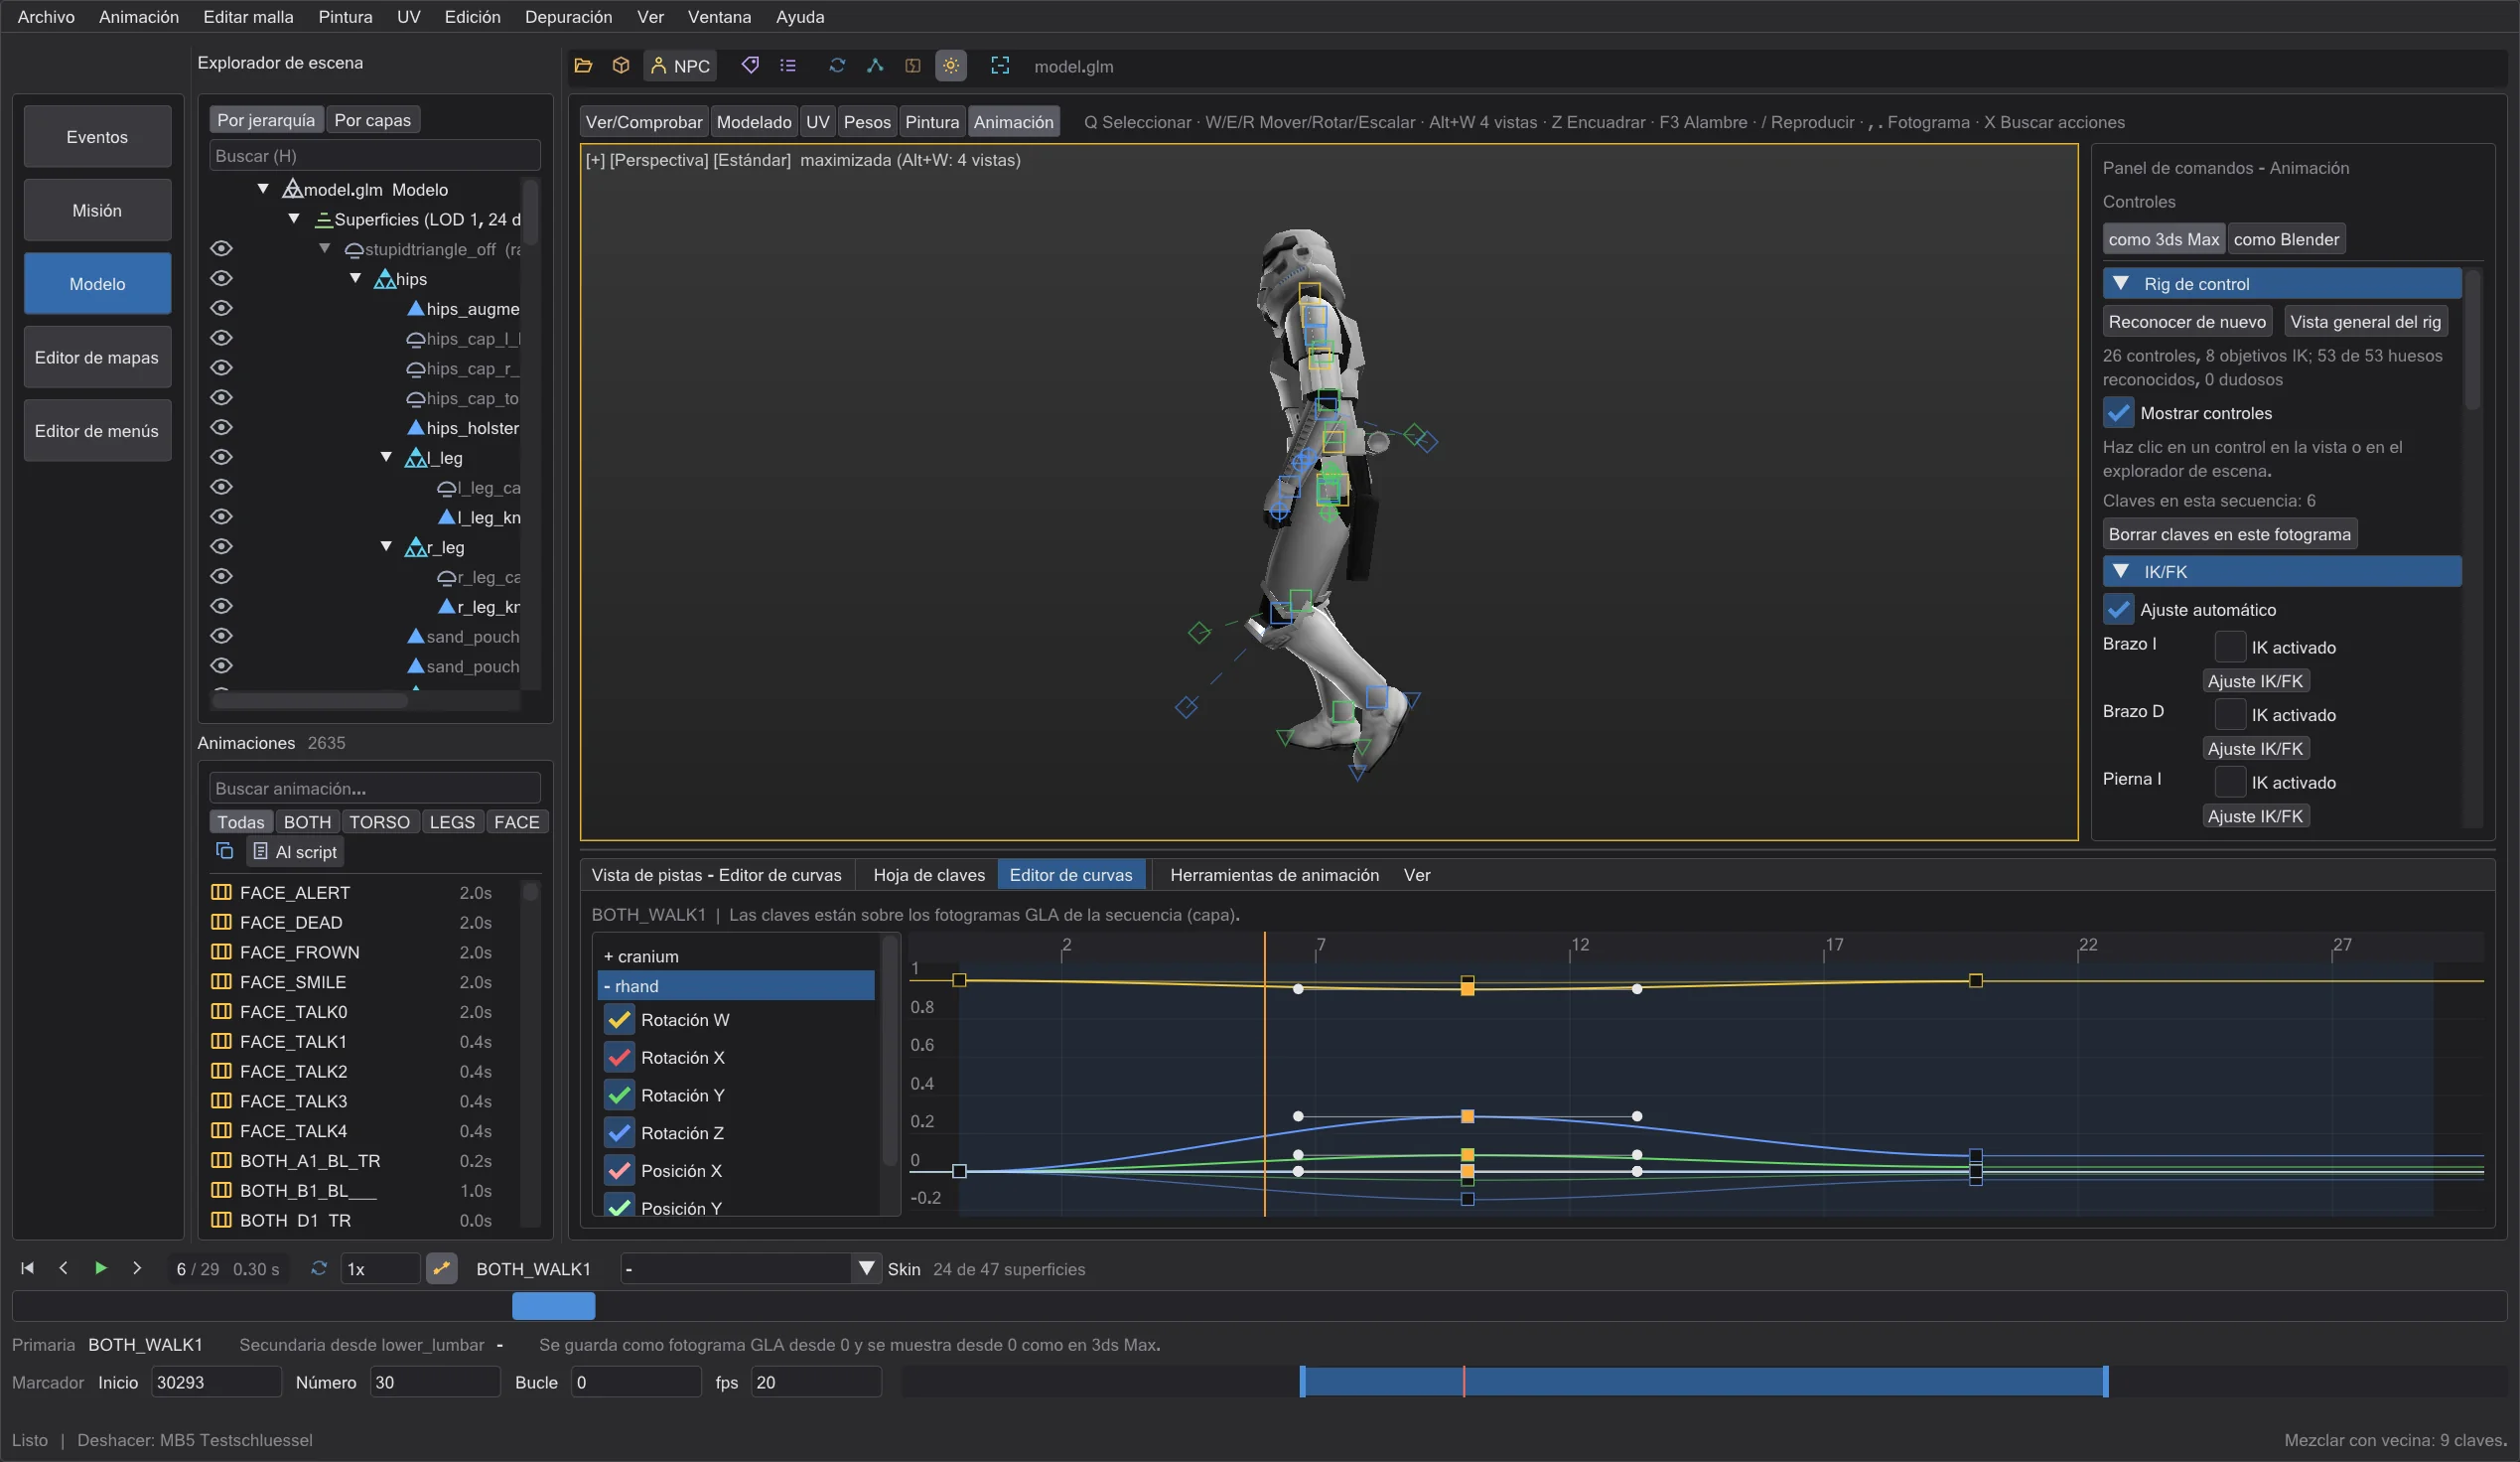 Archivo Animación Editar malla Pintura UV Edición Depuración Ver Ventana Ayuda
Explorador de escena
NPC model.glm
Eventos
Misión
Modelo
Editor de mapas
Editor de menús
Por jerarquía Por capas
Buscar (H)
model.glm Modelo
Superficies (LOD 1, 24 d
stupidtriangle_off (ra
hips
hips_augme
hips_cap_l_l
hips_cap_r_
hips_cap_to
hips_holster
l_leg
l_leg_ca
l_leg_kn
r_leg
r_leg_ca
r_leg_kr
sand_pouch
sand_pouch
Animaciones 2635
Buscar animación...
Todas BOTH TORSO LEGS FACE
Al script
FACE_ALERT 2.0s
FACE_DEAD 2.0s
FACE_FROWN 2.0s
FACE_SMILE 2.0s
FACE_TALK0 2.0s
FACE_TALK1 0.4s
FACE_TALK2 0.4s
FACE_TALK3 0.4s
FACE_TALK4 0.4s
BOTH_A1_BL_TR 0.2s
BOTH_B1_BL___ 1.0s
BOTH_D1_TR 0.0s
Ver/Comprobar Modelado UV Pesos Pintura Animación Q Seleccionar · W/E/R Mover/Rotar/Escalar · Alt+W 4 vistas · Z Encuadrar · F3 Alambre · / Reproducir · , . Fotograma · X Buscar acciones
[+] [Perspectiva] [Estándar] maximizada (Alt+W: 4 vistas)
Panel de comandos - Animación
Controles
como 3ds Max como Blender
Rig de control
Reconocer de nuevo Vista general del rig
26 controles, 8 objetivos IK; 53 de 53 huesos
reconocidos, 0 dudosos
Mostrar controles
Haz clic en un control en la vista o en el
explorador de escena.
Claves en esta secuencia: 6
Borrar claves en este fotograma
IK/FK
Ajuste automático
Brazo I IK activado
Ajuste IK/FK
Brazo D IK activado
Ajuste IK/FK
Pierna I IK activado
Ajuste IK/FK
Vista de pistas - Editor de curvas Hoja de claves Editor de curvas Herramientas de animación Ver
BOTH_WALK1 | Las claves están sobre los fotogramas GLA de la secuencia (capa).
+ cranium
- rhand
Rotación W
Rotación X
Rotación Y
Rotación Z
Posición X
Posición Y
2 7 12 17 22 27
1
0.8
0.6
0.4
0.2
0
-0.2
6 / 29 0.30 s 1x BOTH_WALK1 - Skin 24 de 47 superficies
Primaria BOTH_WALK1 Secundaria desde lower_lumbar - Se guarda como fotograma GLA desde 0 y se muestra desde 0 como en 3ds Max.
Marcador Inicio 30293 Número 30 Bucle 0 fps 20
Listo | Deshacer: MB5 Testschluessel
Mezclar con vecina: 9 claves.